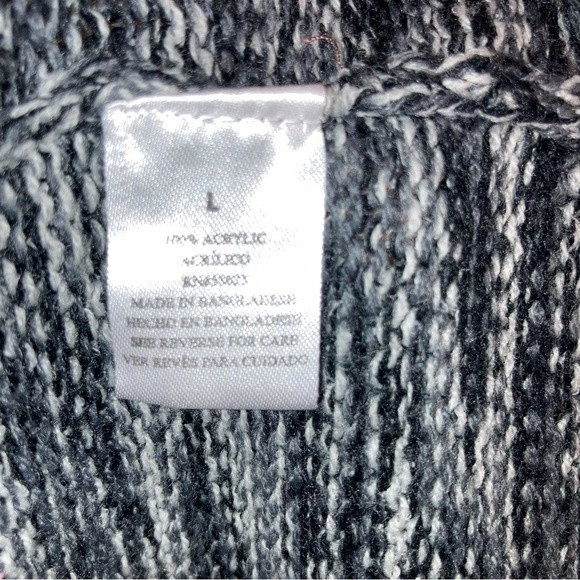 L
100% ACRYLIC
ACRÍLICO
MADE IN BANGLADESH
HECHO EN BANGLADESH
SEE REVERSE FOR CARE
VER REVÉS PARA CUIDADO